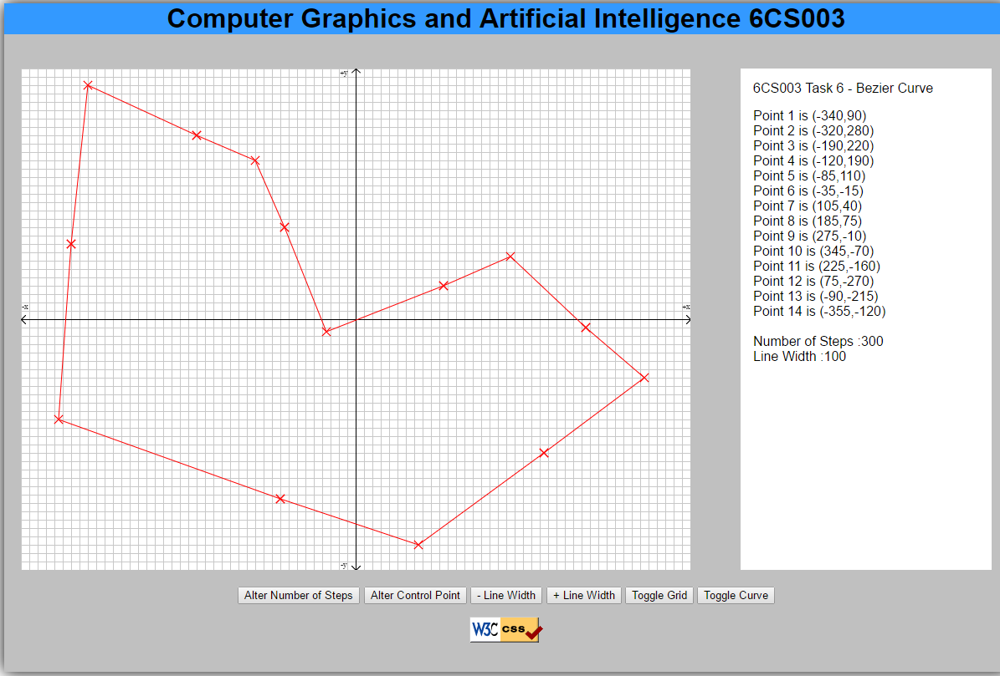 Computer Graphics and Artificial Intelligence 6CS003
+y
-x
+x
-y
6CS003 Task 6 - Bezier Curve
Point 1 is (-340,90)
Point 2 is (-320,280)
Point 3 is (-190,220)
Point 4 is (-120,190)
Point 5 is (-85,110)
Point 6 is (-35,-15)
Point 7 is (105,40)
Point 8 is (185,75)
Point 9 is (275,-10)
Point 10 is (345,-70)
Point 11 is (225,-160)
Point 12 is (75,-270)
Point 13 is (-90,-215)
Point 14 is (-355,-120)
Number of Steps :300
Line Width :100
Alter Number of Steps Alter Control Point - Line Width + Line Width Toggle Grid Toggle Curve
W3C css